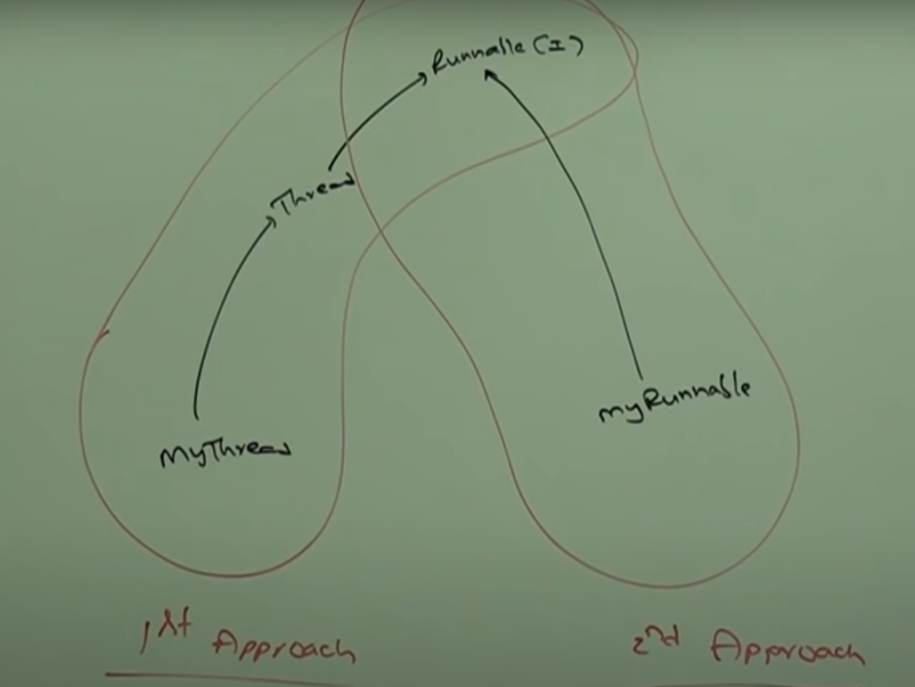 Runnable (I)
Thread
MyThread
myRunnable
1st Approach
2nd Approach